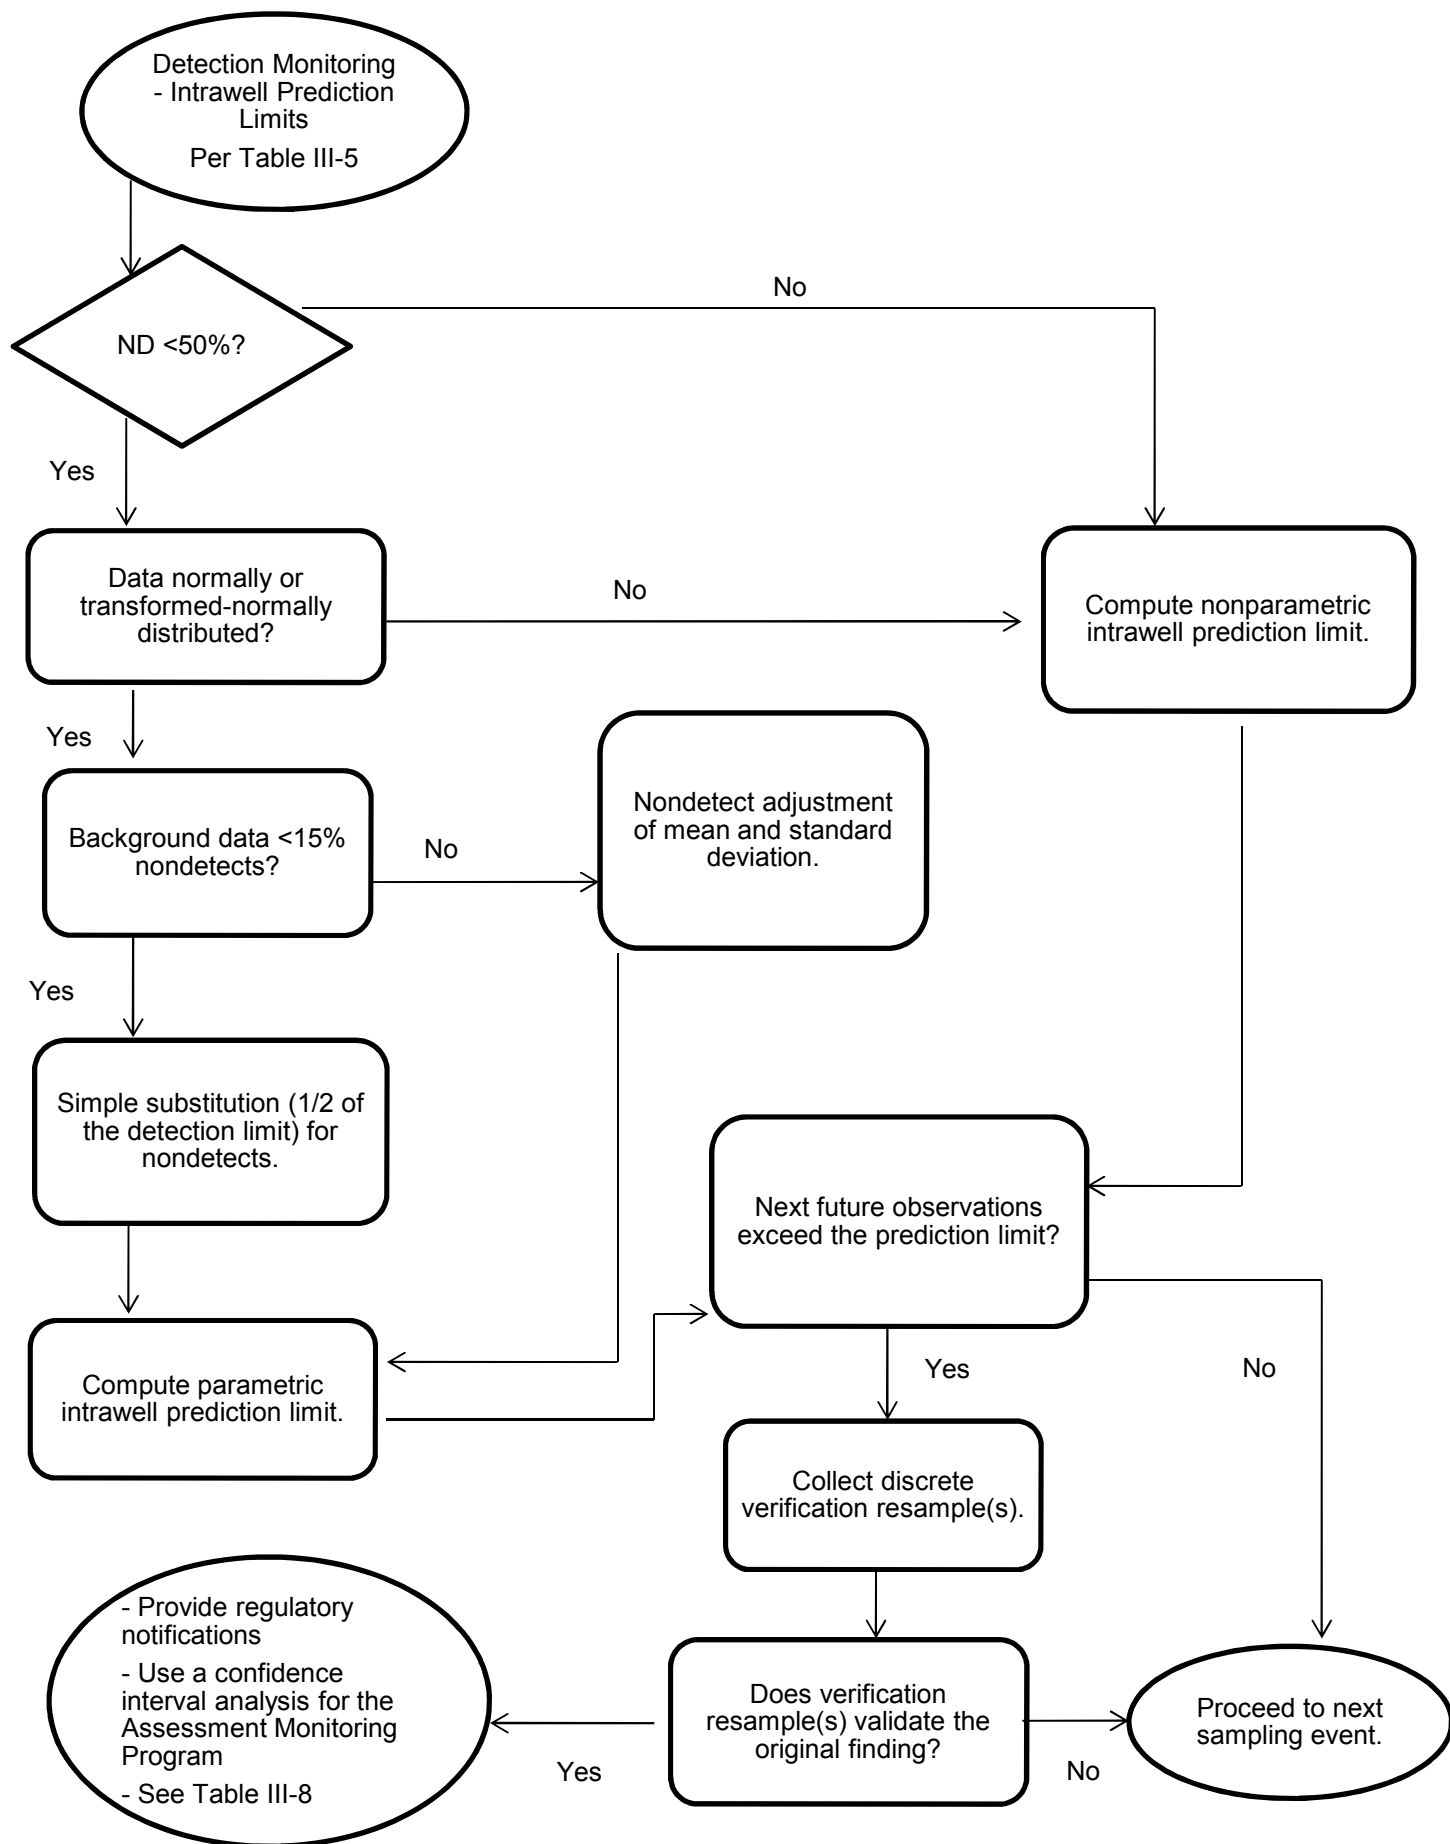 Detection Monitoring
- Intrawell Prediction
Limits
Per Table III-5
No
ND <50%?
Yes
Data normally or
transformed-normally
distributed?
No
Compute nonparametric
intrawell prediction limit.
Yes
Nondetect adjustment
of mean and standard
deviation.
Background data <15%
nondetects?
No
Yes
Simple substitution (1/2 of
the detection limit) for
nondetects.
Next future observations
exceed the prediction limit?
Compute parametric
intrawell prediction limit.
Yes
No
Collect discrete
verification resample(s).
- Provide regulatory
notifications
- Use a confidence
interval analysis for the
Assessment Monitoring
Program
- See Table III-8
Yes
Does verification
resample(s) validate the
original finding?
No
Proceed to next
sampling event.